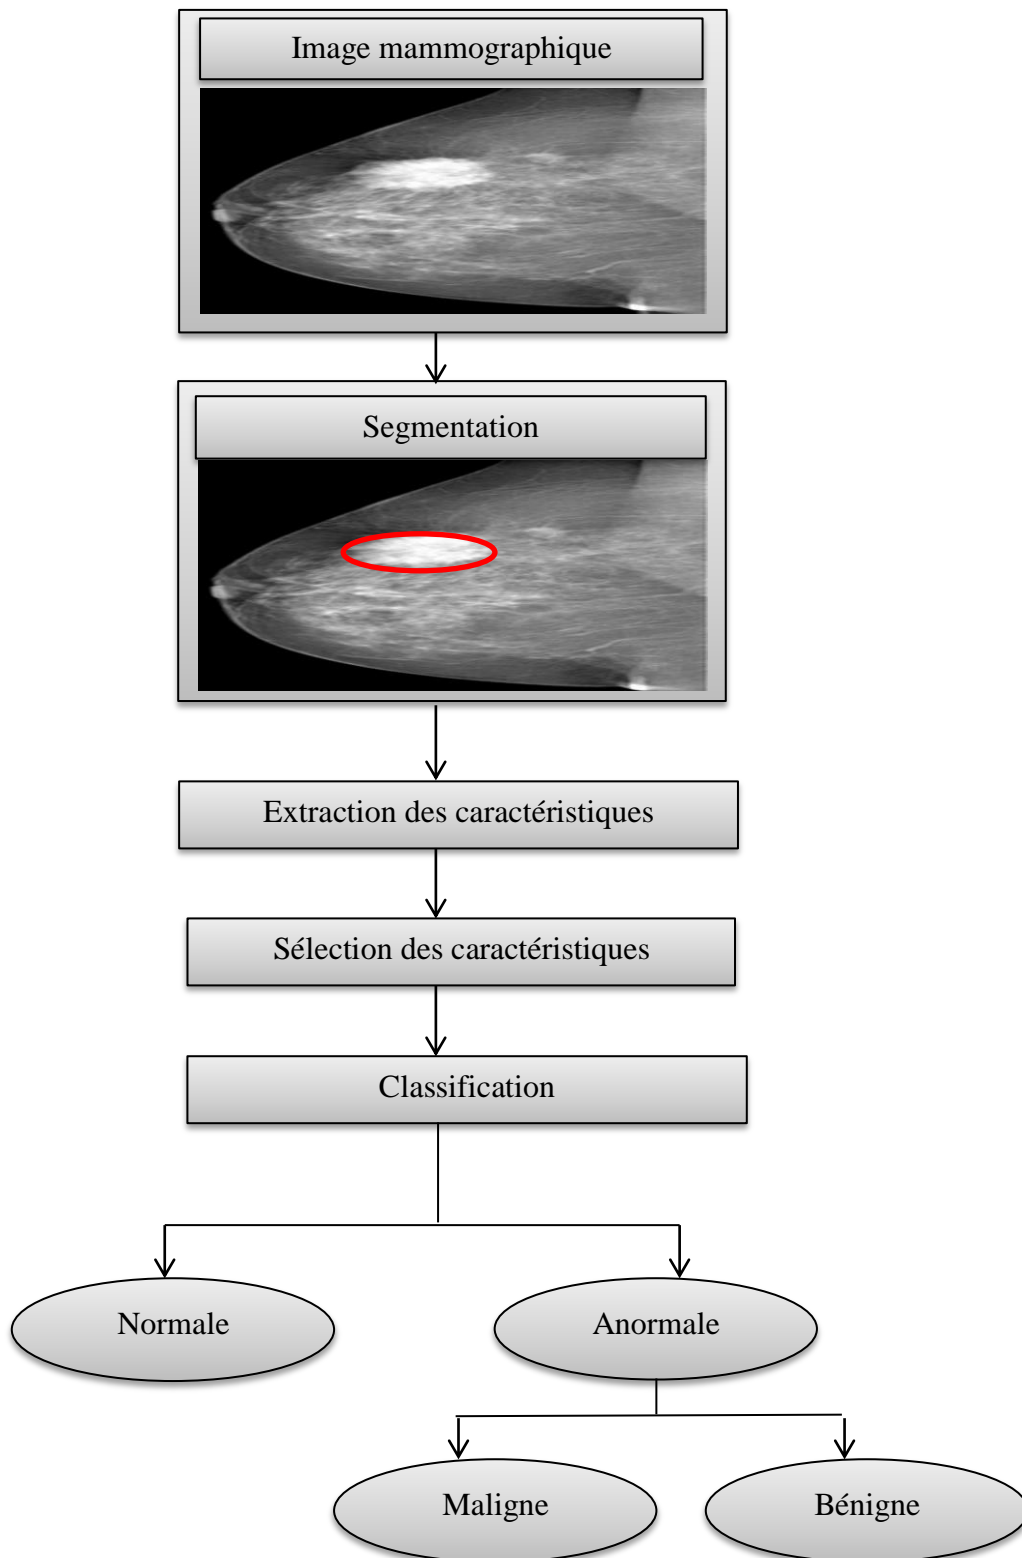 Image mammographique
Segmentation
Extraction des caractéristiques
Sélection des caractéristiques
Classification
Normale
Anormale
Maligne
Bénigne